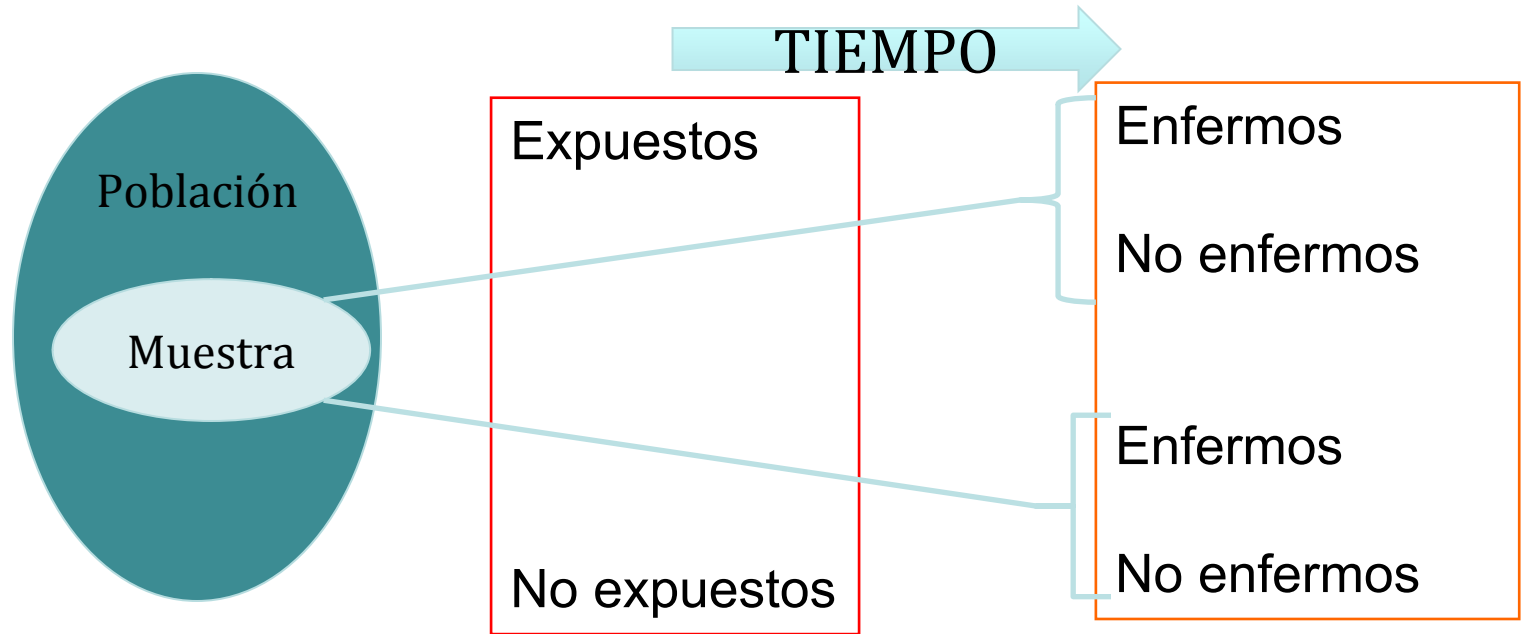 TIEMPO
Población
Muestra
Expuestos
No expuestos
Enfermos
No enfermos
Enfermos
No enfermos